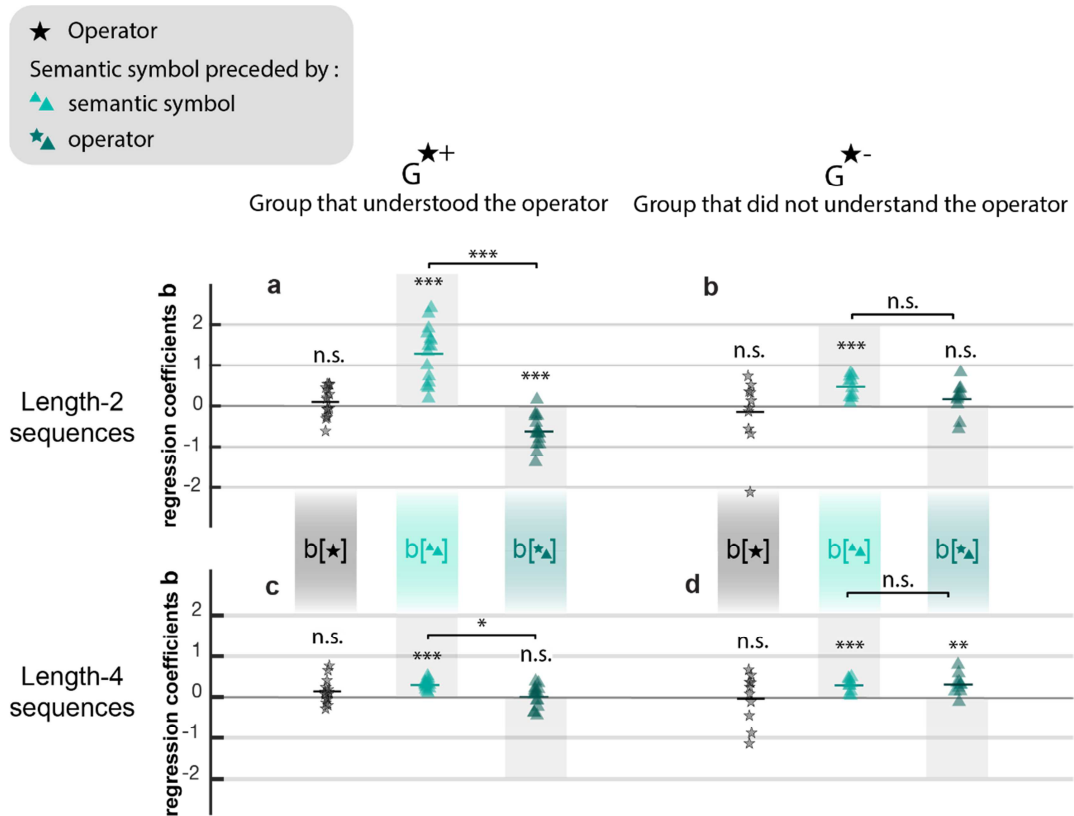 ★ Operator
Semantic symbol preceded by :
semantic symbol
operator
G★+
Group that understood the operator
G★-
Group that did not understand the operator
Length-2
sequences
regression coefficients b
a
***
***
n.s.
***
2
1
0
-1
-2
b
n.s.
n.s.
***
n.s.
b[★]
b[▲▲]
b[★▲]
b[★]
b[▲▲]
b[★▲]
Length-4
sequences
regression coefficients b
c
*
n.s.
***
n.s.
2
1
0
-1
-2
d
n.s.
n.s.
***
**